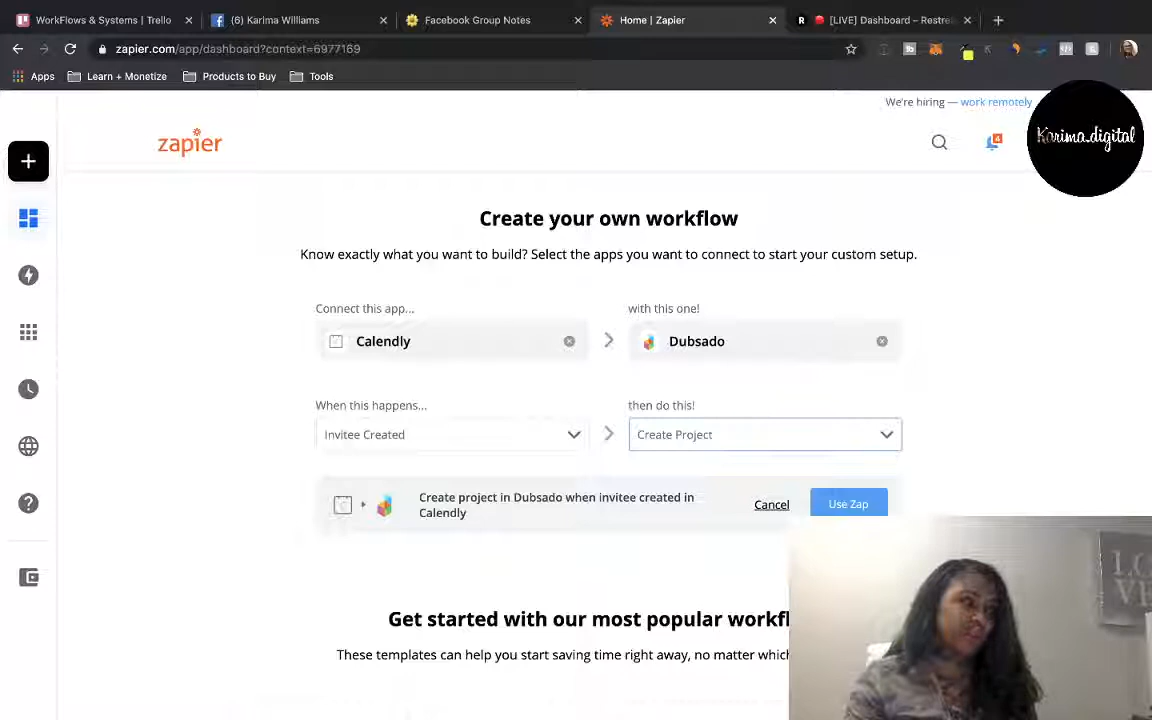 WorkFlows & Systems | Trello
(6) Karima Williams
Facebook Group Notes
Home | Zapier
[LIVE] Dashboard – Restre
zapier.com/app/dashboard?context=6977169
Apps
Learn + Monetize
Products to Buy
Tools
We're hiring — work remotely
zapier
4
Karima.digital
Create your own workflow
Know exactly what you want to build? Select the apps you want to connect to start your custom setup.
Connect this app...
with this one!
Calendly
Dubsado
When this happens...
then do this!
Invitee Created
Create Project
Create project in Dubsado when invitee created in
Calendly
Cancel
Use Zap
Get started with our most popular workfl
These templates can help you start saving time right away, no matter which
LO
VE